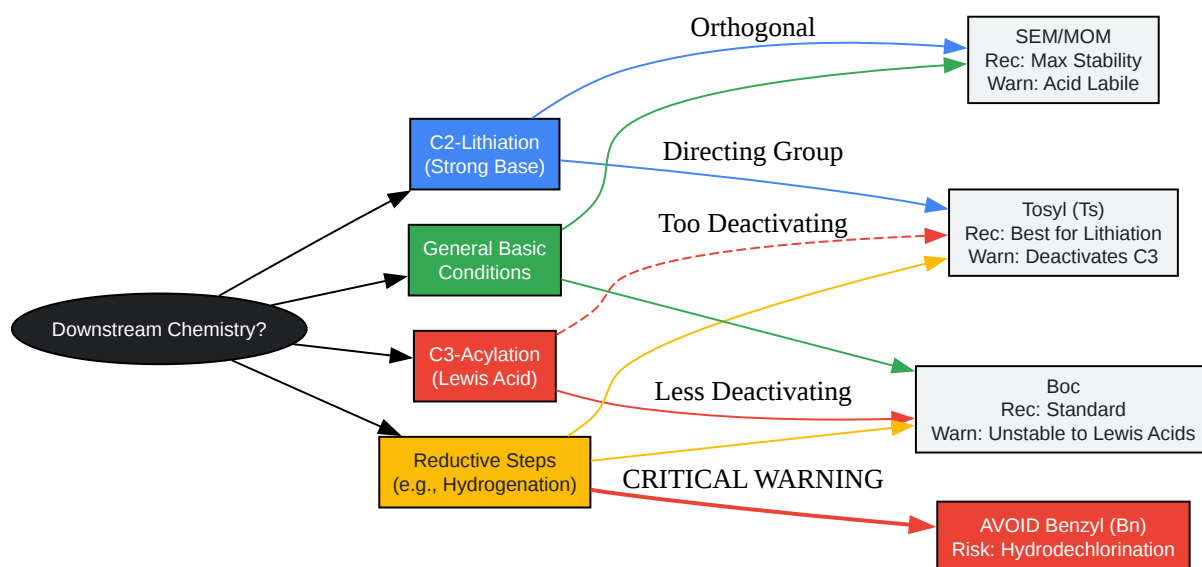 Downstream Chemistry?
C2-Lithiation
(Strong Base)
General Basic
Conditions
C3-Acylation
(Lewis Acid)
Reductive Steps
(e.g., Hydrogenation)
Orthogonal
Directing Group
Too Deactivating
Less Deactivating
CRITICAL WARNING
SEM/MOM
Rec: Max Stability
Warn: Acid Labile
Tosyl (Ts)
Rec: Best for Lithiation
Warn: Deactivates C3
Boc
Rec: Standard
Warn: Unstable to Lewis Acids
AVOID Benzyl (Bn)
Risk: Hydrodechlorination